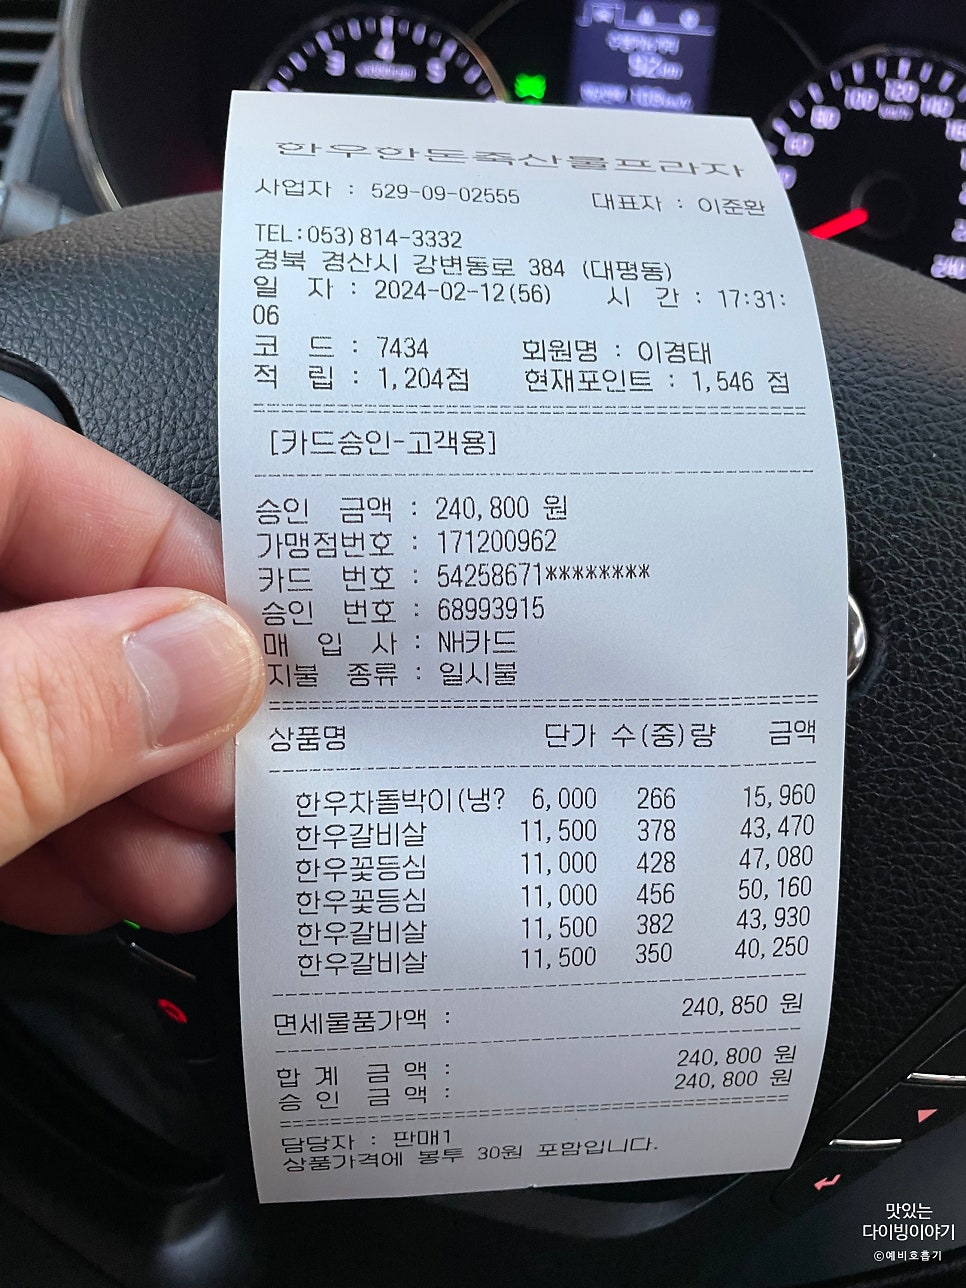 한우한돈축산물프라자
사업자 : 529-09-02555 대표자 : 이준환
TEL:053)814-3332
경북 경산시 강변동로 384 (대평동)
일 자 : 2024-02-12(56) 시 간 : 17:31:
06
코 드 : 7434 회원명 : 이경태
적 립 : 1,204점 현재포인트 : 1,546 점
[카드승인-고객용]
승인 금액 : 240,800 원
가맹점번호 : 171200962
카드 번호 : 54258671********
승인 번호 : 68993915
매 입 사 : NH카드
지불 종류 : 일시불
상품명 단가 수(중)량 금액
한우차돌박이(냉? 6,000 266 15,960
한우갈비살 11,500 378 43,470
한우꽃등심 11,000 428 47,080
한우꽃등심 11,000 456 50,160
한우갈비살 11,500 382 43,930
한우갈비살 11,500 350 40,250
면세물품가액 : 240,850 원
합 계 금 액 : 240,800 원
승 인 금 액 : 240,800 원
담당자 : 판매1
상품가격에 봉투 30원 포함입니다.
맛있는
다이빙이야기
ⓒ예비호흡기